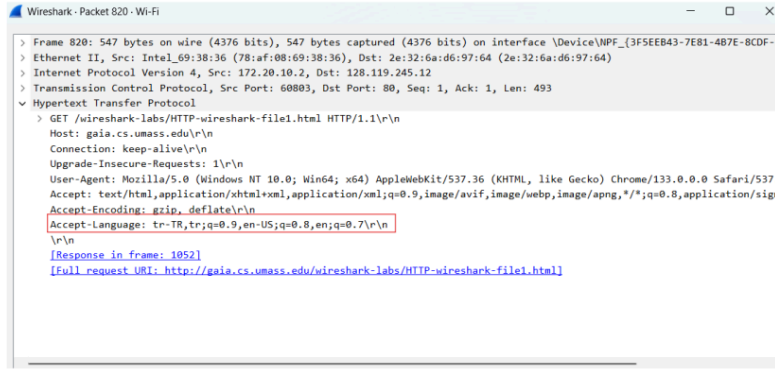 Wireshark · Packet 820 · Wi-Fi
Frame 820: 547 bytes on wire (4376 bits), 547 bytes captured (4376 bits) on interface \Device\NPF_{3F5EEB43-7E81-4B7E-8CDF-
Ethernet II, Src: Intel_69:38:36 (78:af:08:69:38:36), Dst: 2e:32:6a:d6:97:64 (2e:32:6a:d6:97:64)
Internet Protocol Version 4, Src: 172.20.10.2, Dst: 128.119.245.12
Transmission Control Protocol, Src Port: 60803, Dst Port: 80, Seq: 1, Ack: 1, Len: 493
Hypertext Transfer Protocol
GET /wireshark-labs/HTTP-wireshark-file1.html HTTP/1.1\r\n
Host: gaia.cs.umass.edu\r\n
Connection: keep-alive\r\n
Upgrade-Insecure-Requests: 1\r\n
User-Agent: Mozilla/5.0 (Windows NT 10.0; Win64; x64) AppleWebKit/537.36 (KHTML, like Gecko) Chrome/133.0.0.0 Safari/537
Accept: text/html,application/xhtml+xml,application/xml;q=0.9,image/avif,image/webp,image/apng,*/*;q=0.8,application/sig
Accept-Encoding: gzip, deflate\r\n
Accept-Language: tr-TR,tr;q=0.9,en-US;q=0.8,en;q=0.7\r\n
\r\n
[Response in frame: 1052]
[Full request URI: http://gaia.cs.umass.edu/wireshark-labs/HTTP-wireshark-file1.html]